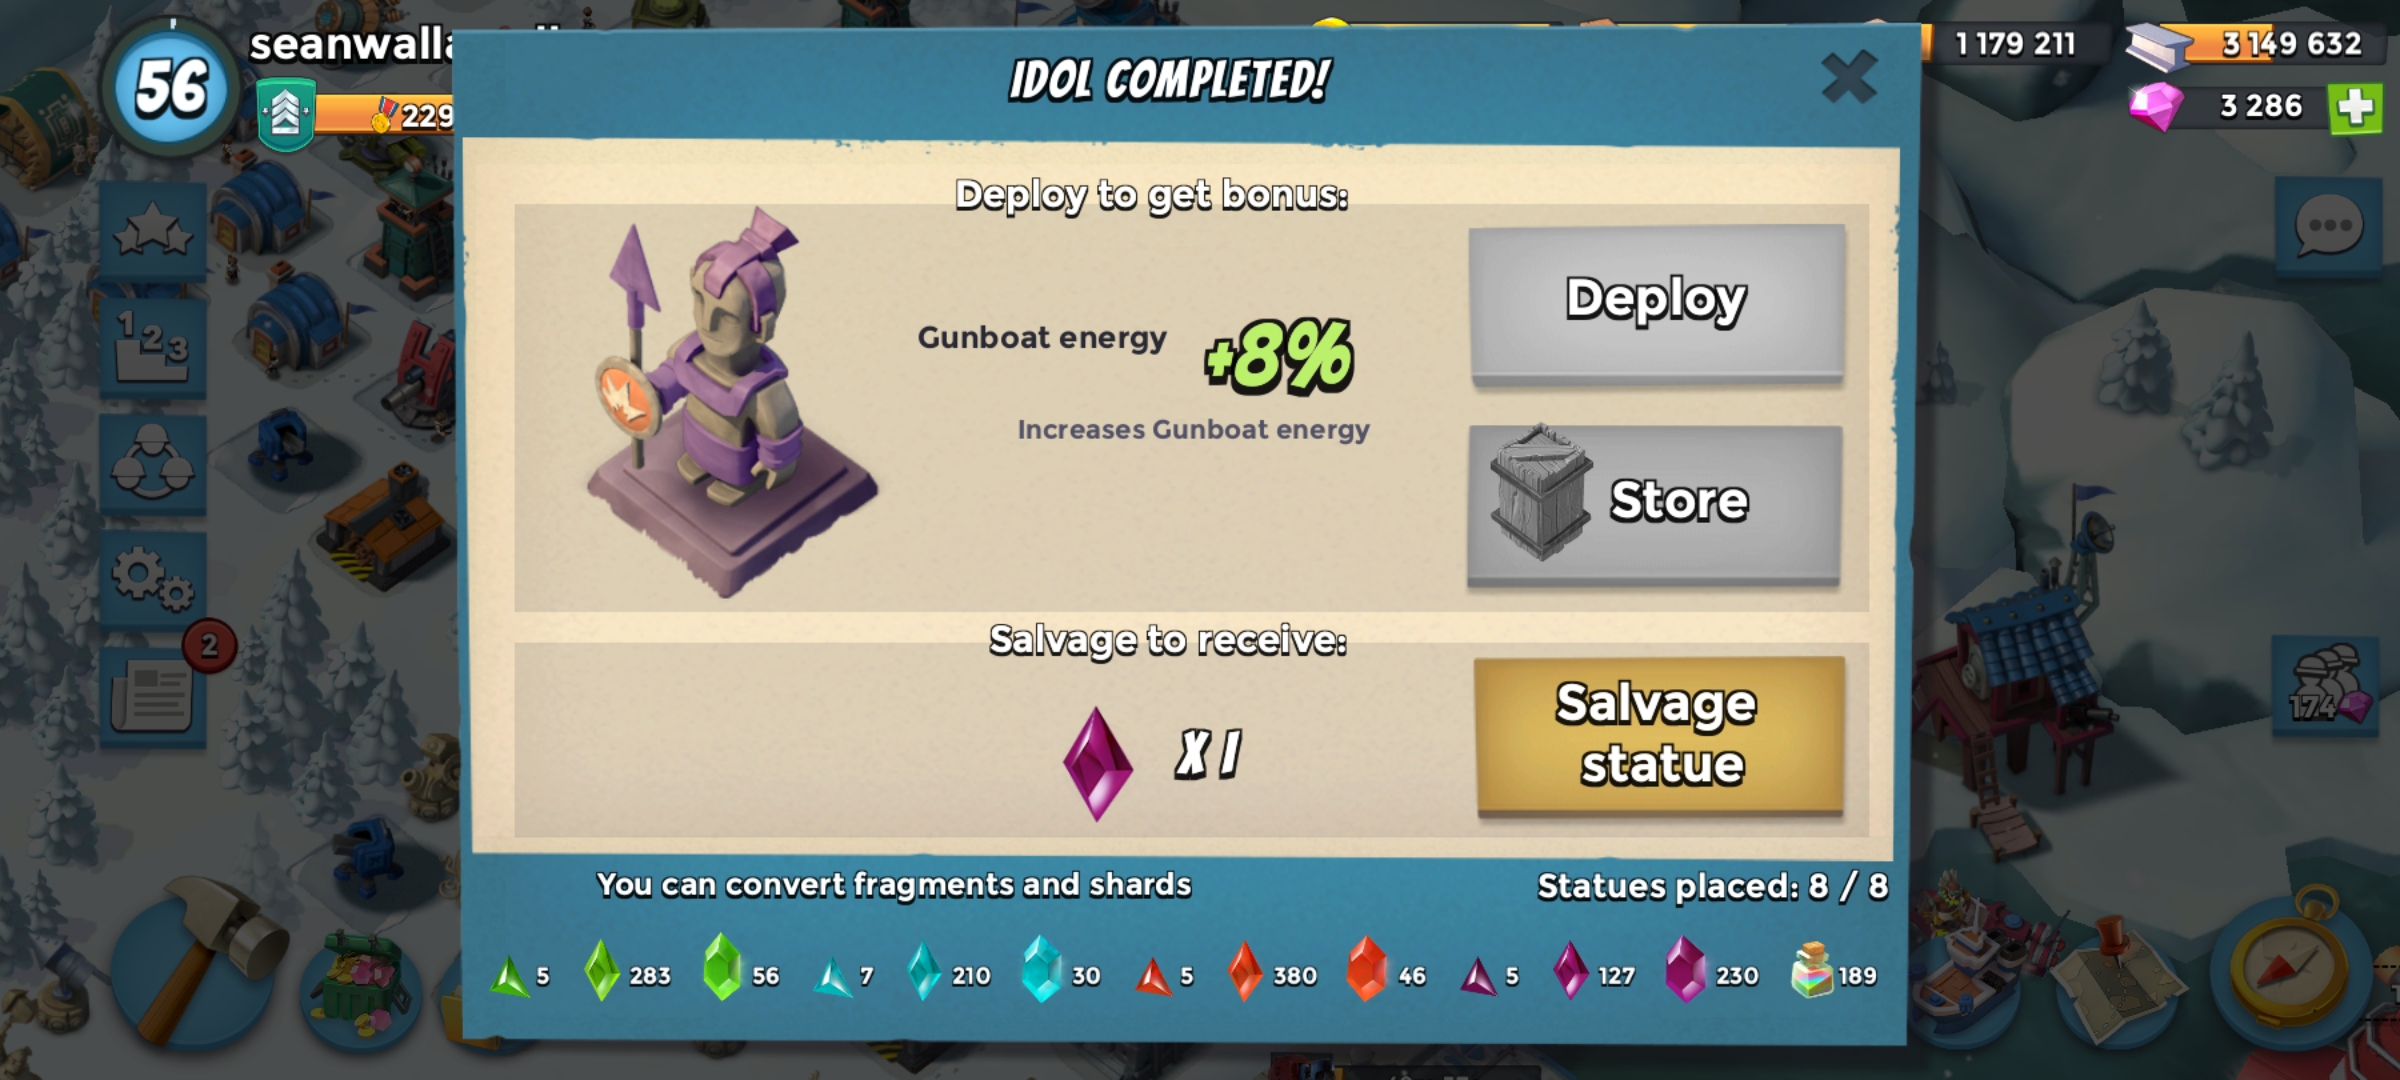 56
229
IDOL COMPLETED!
1 179 211
3 149 632
3 286
Deploy to get bonus:
Gunboat energy +8%
Increases Gunboat energy
Deploy
Store
123
2
Salvage to receive:
X 1
Salvage
statue
174
You can convert fragments and shards
Statues placed: 8 / 8
5 283 56 7 210 30 5 380 46 5 127 230 189